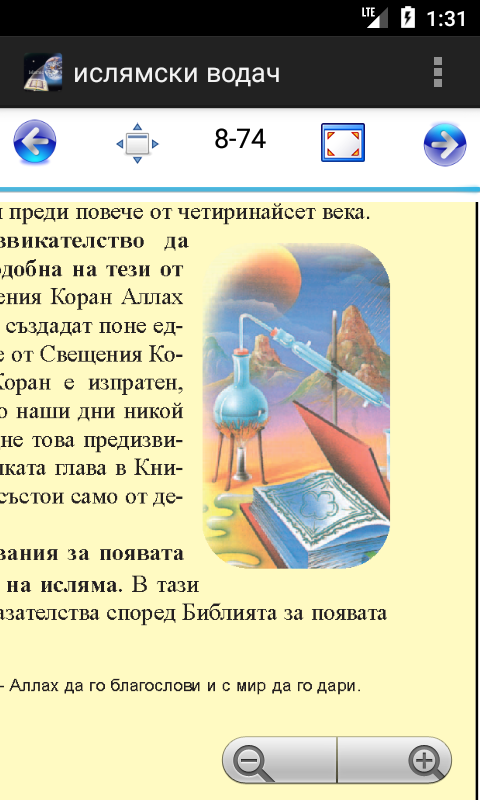 LTE 1:31
ислямски водач
8-74
преди повече от четиринайсет века.
звикателство да
одобна на тези от
ения Коран Аллах
създадат поне ед-
е от Свещения Ко-
Коран е изпратен,
о наши дни никой
не това предизви-
ката глава в Кни-
състои само от де-
вания за появата
на исляма. В тази
азателства според Библията за появата
- Аллах да го благослови и с мир да го дари.